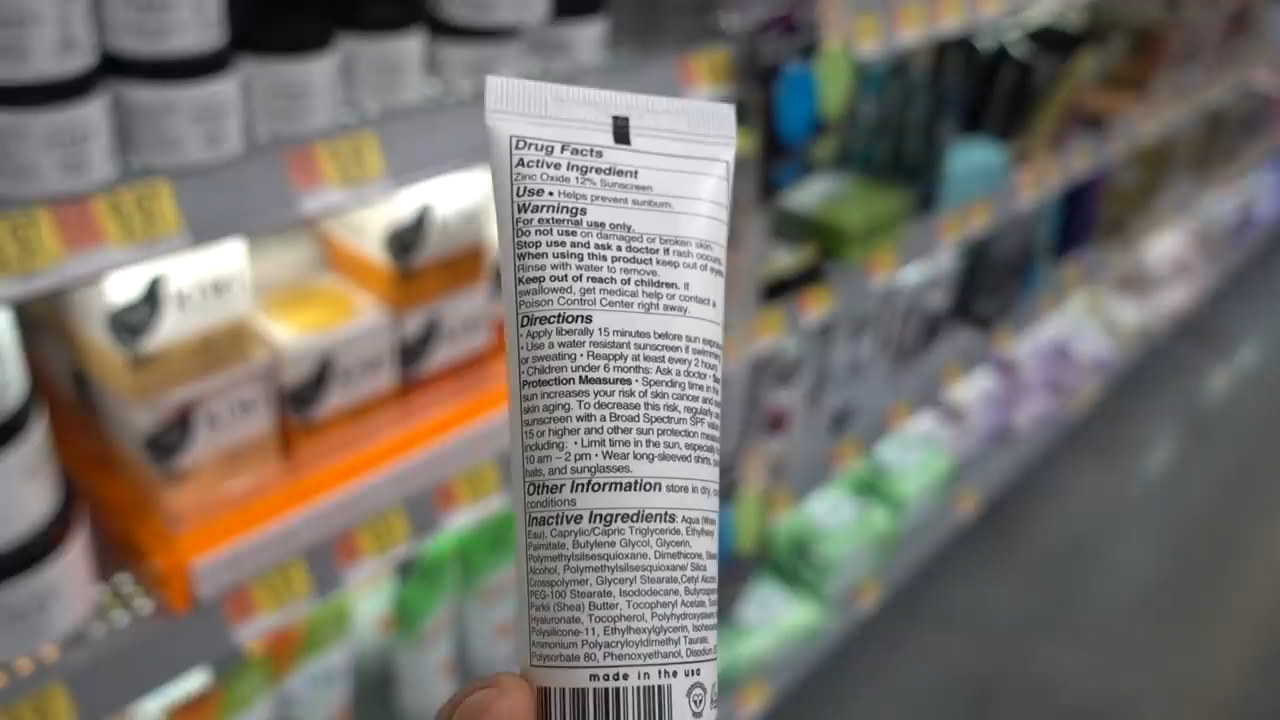 Drug Facts
Active Ingredient
Zinc Oxide 12% Sunscreen
Use • Helps prevent sunburn.
Warnings
For external use only.
Do not use on damaged or broken skin.
Stop use and ask a doctor if rash occurs.
When using this product keep out of eyes.
Rinse with water to remove.
Keep out of reach of children. If
swallowed, get medical help or contact a
Poison Control Center right away.
Directions
• Apply liberally 15 minutes before sun
• Use a water resistant sunscreen if swimming
or sweating • Reapply at least every 2 hours
• Children under 6 months: Ask a doctor •
Protection Measures • Spending time in the
sun increases your risk of skin cancer and
skin aging. To decrease this risk, regularly
sunscreen with a Broad Spectrum SPF
15 or higher and other sun protection
including: • Limit time in the sun, especially
10 am – 2 pm • Wear long-sleeved shirts,
hats, and sunglasses.
Other Information store in dry,
conditions
Inactive Ingredients: Aqua
Eau), Caprylic/Capric Triglyceride,
Palmitate, Butylene Glycol, Glycerin,
Polymethylsilsesquioxane, Dimethicone,
Alcohol, Polymethylsilsesquioxane/ Silica
Crosspolymer, Glyceryl Stearate, Cetyl
PEG-100 Stearate, Isododecane,
Parkii (Shea) Butter, Tocopheryl Acetate,
Hyaluronate, Tocopherol,
Polysilicone-11, Ethylhexylglycerin,
Ammonium Polyacryloyldimethyl Taurate,
Polysorbate 80, Phenoxyethanol, Disodium
made in the usa